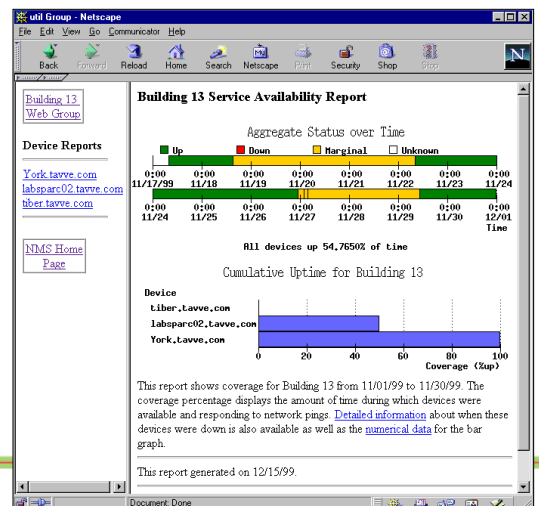 util Group - Netscape
File Edit View Go Communicator Help
Back Forward Reload Home Search Netscape Print Security Shop Stop
N
Building 13
Web Group
Device Reports
York.tavve.com
labsparc02.tavve.com
tiber.tavve.com
NMS Home
Page
Building 13 Service Availability Report
Aggregate Status over Time
Up Down Marginal Unknown
0:00 0:00 0:00 0:00 0:00 0:00 0:00 0:00
11/17/99 11/18 11/19 11/20 11/21 11/22 11/23 11/24
0:00 0:00 0:00 0:00 0:00 0:00 0:00 0:00
11/24 11/25 11/26 11/27 11/28 11/29 11/30 12/01
Time
All devices up 54.7650% of time
Cumulative Uptime for Building 13
Device
tiber.tavve.com
labsparc02.tavve.com
York.tavve.com
0 20 40 60 80 100
Coverage (%up)
This report shows coverage for Building 13 from 11/01/99 to 11/30/99. The
coverage percentage displays the amount of time during which devices were
available and responding to network pings. Detailed information about when these
devices were down is also available as well as the numerical data for the bar
graph.
This report generated on 12/15/99.
Document: Done